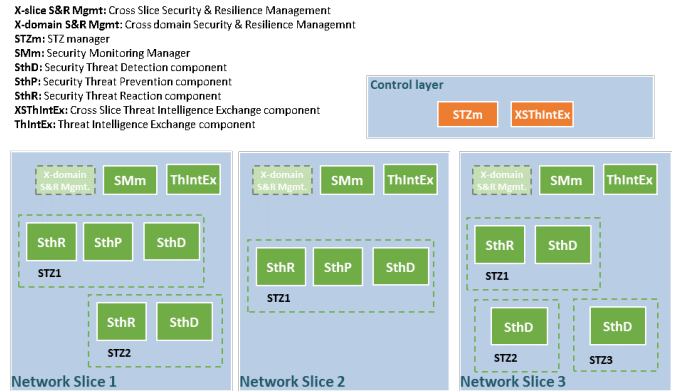 X-slice S&R Mgmt: Cross Slice Security & Resilience Management
X-domain S&R Mgmt: Cross domain Security & Resilience Managemnt
STZm: STZ manager
SMm: Security Monitoring Manager
SthD: Security Threat Detection component
SthP: Security Threat Prevention component
SthR: Security Threat Reaction component
XSThIntEx: Cross Slice Threat Intelligence Exchange component
ThIntEx: Threat Intelligence Exchange component
Control layer
STZm
XSThIntEx
X-domain
S&R Mgmt.
SMm
ThIntEx
SthR
SthP
SthD
STZ1
SthR
SthD
STZ2
Network Slice 1
X-domain
S&R Mgmt.
SMm
ThIntEx
SthR
SthP
SthD
STZ1
Network Slice 2
X-domain
S&R Mgmt.
SMm
ThIntEx
SthR
SthD
STZ1
SthD
STZ2
SthD
STZ3
Network Slice 3